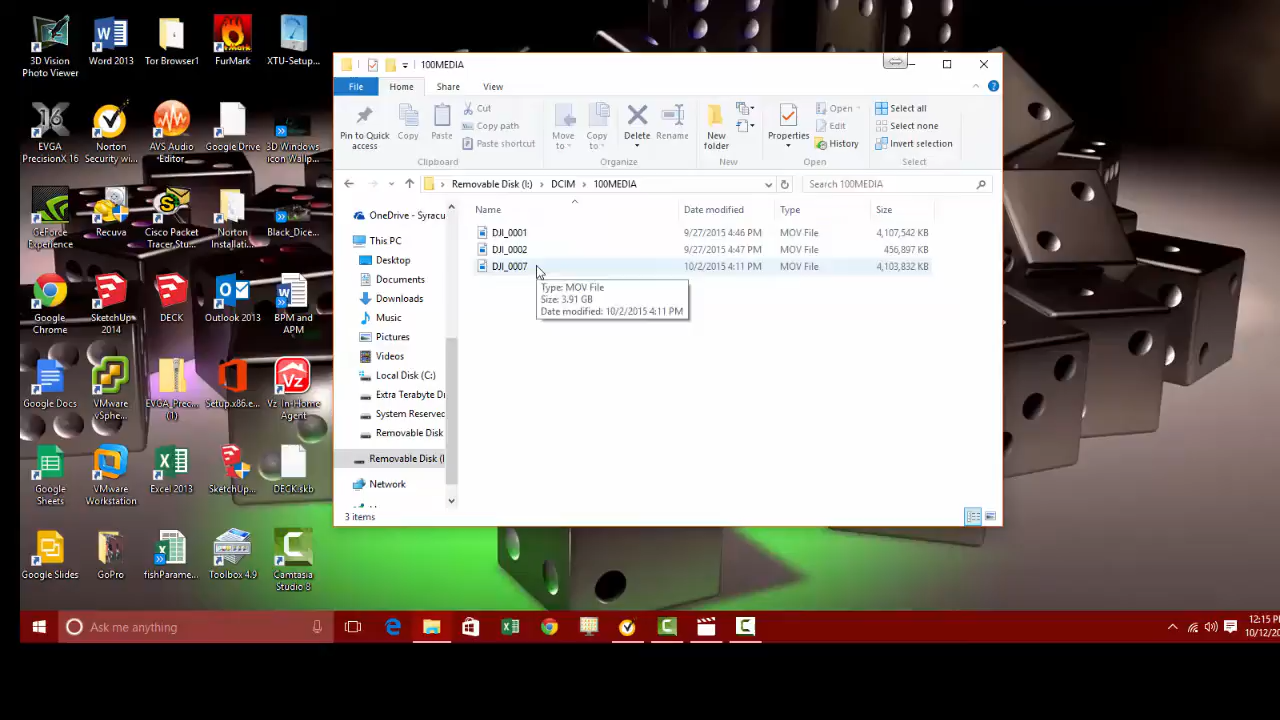 3D Vision
Photo Viewer
Word 2013
Tor Browser1
FurMark
XTU-Setup...
EVGA
PrecisionX 16
Norton
Security wi...
AVS Audio
Editor
Google Drive
3D Windows
icon Wallp...
GeForce
Experience
Recuva
Cisco Packet
Tracer Stu...
Norton
Installati...
Black_Dice...
Google
Chrome
SketchUp
2014
DECK
Outlook 2013
BPM and
APM
Google Docs
VMware
vSphe...
EVGA_Prec...
(1)
Setup.x86.e...
Vz In-Home
Agent
Google
Sheets
VMware
Workstation
Excel 2013
SketchUp...
DECK.skb
Google Slides
GoPro
fishParame...
Toolbox 4.9
Camtasia
Studio 8
100MEDIA
File Home Share View
Pin to Quick
access
Copy
Paste
Cut
Copy path
Paste shortcut
Clipboard
Move
to
Copy
to
Delete
Rename
Organize
New
folder
New
Properties
Open
Edit
History
Open
Select all
Select none
Invert selection
Select
Removable Disk (I:) DCIM 100MEDIA
Search 100MEDIA
OneDrive - Syracu
This PC
Desktop
Documents
Downloads
Music
Pictures
Videos
Local Disk (C:)
Extra Terabyte Dr
System Reserved
Removable Disk
Removable Disk (I
Network
Name Date modified Type Size
DJI_0001 9/27/2015 4:46 PM MOV File 4,107,542 KB
DJI_0002 9/27/2015 4:47 PM MOV File 456,897 KB
DJI_0007 10/2/2015 4:11 PM MOV File 4,103,832 KB
Type: MOV File
Size: 3.91 GB
Date modified: 10/2/2015 4:11 PM
3 items
Ask me anything
12:15 P
10/12/20